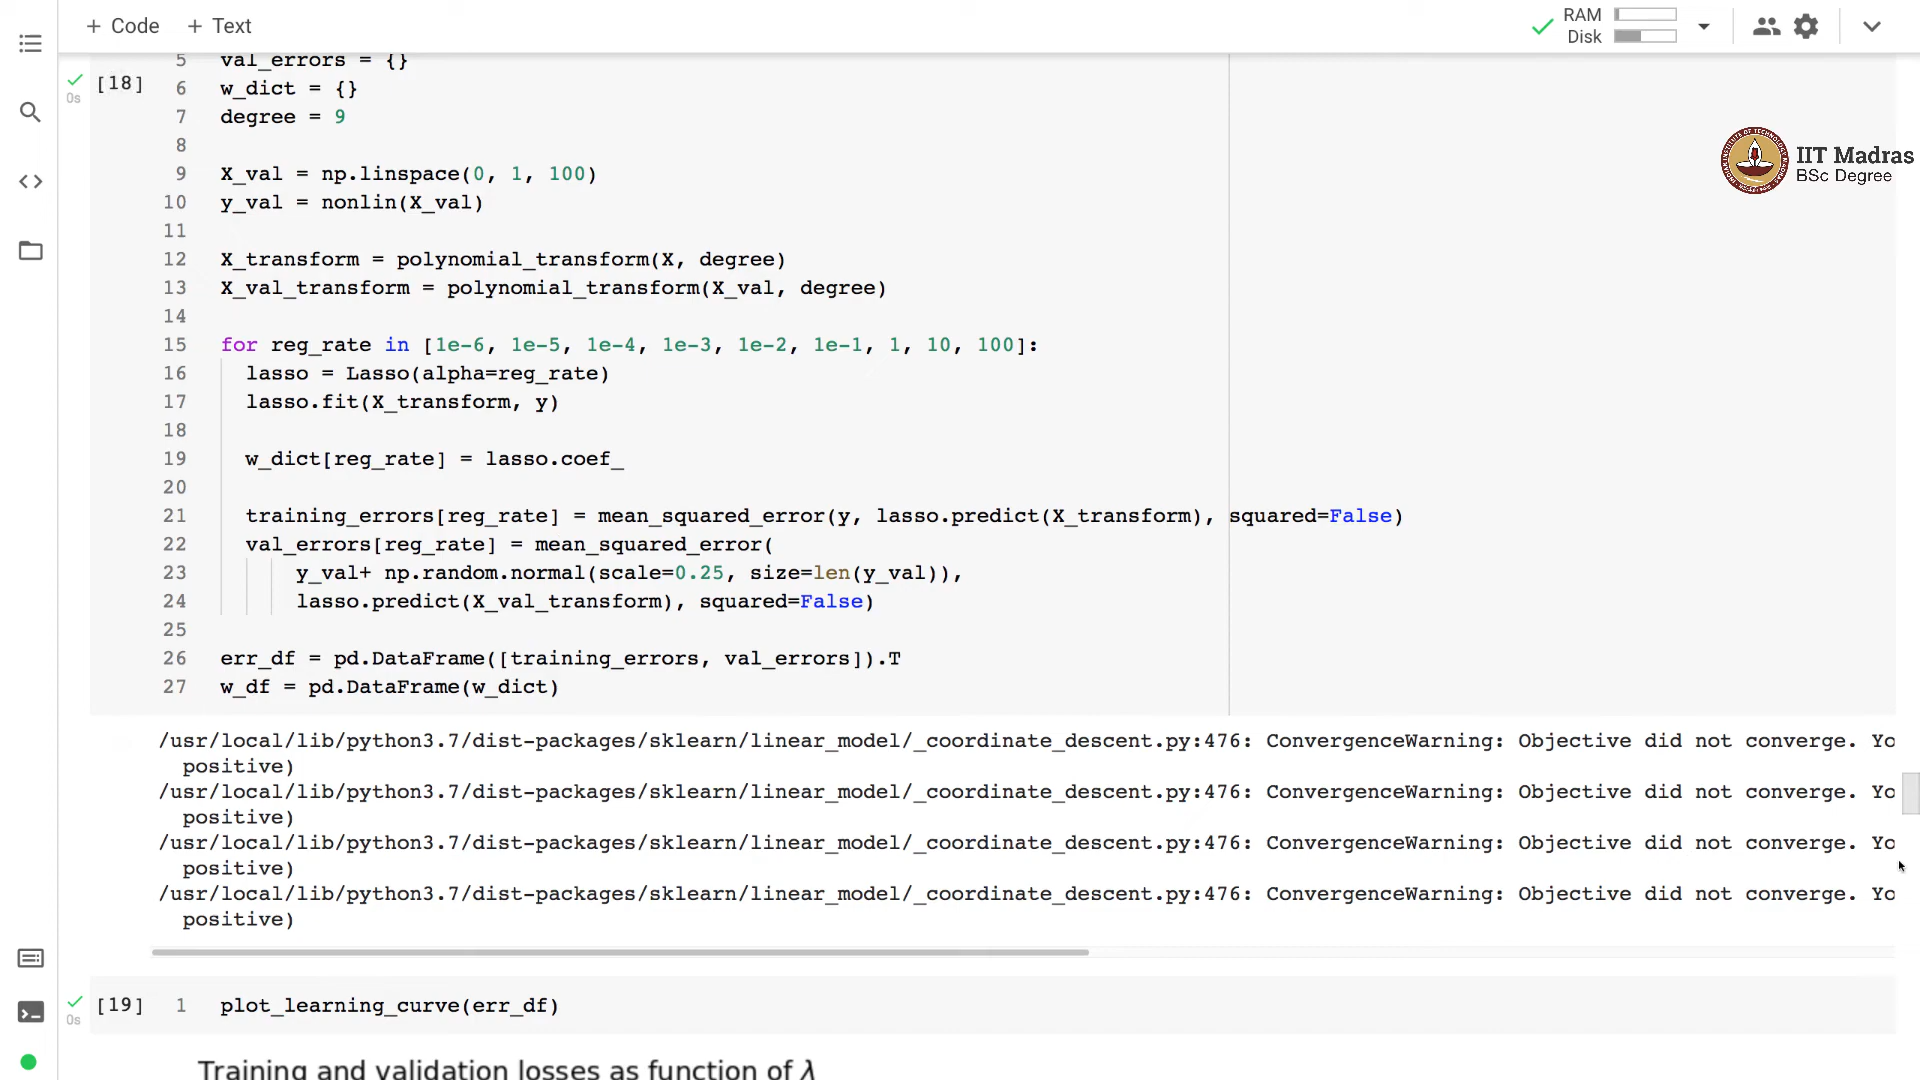 + Code + Text
RAM
Disk
IIT Madras
BSc Degree
[18]
0s
5 val_errors = {}
6 w_dict = {}
7 degree = 9
8
9 X_val = np.linspace(0, 1, 100)
10 y_val = nonlin(X_val)
11
12 X_transform = polynomial_transform(X, degree)
13 X_val_transform = polynomial_transform(X_val, degree)
14
15 for reg_rate in [1e-6, 1e-5, 1e-4, 1e-3, 1e-2, 1e-1, 1, 10, 100]:
16 lasso = Lasso(alpha=reg_rate)
17 lasso.fit(X_transform, y)
18
19 w_dict[reg_rate] = lasso.coef_
20
21 training_errors[reg_rate] = mean_squared_error(y, lasso.predict(X_transform), squared=False)
22 val_errors[reg_rate] = mean_squared_error(
23 y_val+ np.random.normal(scale=0.25, size=len(y_val)),
24 lasso.predict(X_val_transform), squared=False)
25
26 err_df = pd.DataFrame([training_errors, val_errors]).T
27 w_df = pd.DataFrame(w_dict)
/usr/local/lib/python3.7/dist-packages/sklearn/linear_model/_coordinate_descent.py:476: ConvergenceWarning: Objective did not converge. Yo
positive)
/usr/local/lib/python3.7/dist-packages/sklearn/linear_model/_coordinate_descent.py:476: ConvergenceWarning: Objective did not converge. Yo
positive)
/usr/local/lib/python3.7/dist-packages/sklearn/linear_model/_coordinate_descent.py:476: ConvergenceWarning: Objective did not converge. Yo
positive)
/usr/local/lib/python3.7/dist-packages/sklearn/linear_model/_coordinate_descent.py:476: ConvergenceWarning: Objective did not converge. Yo
positive)
[19] 1 plot_learning_curve(err_df)
0s
Training and validation losses as function of λ